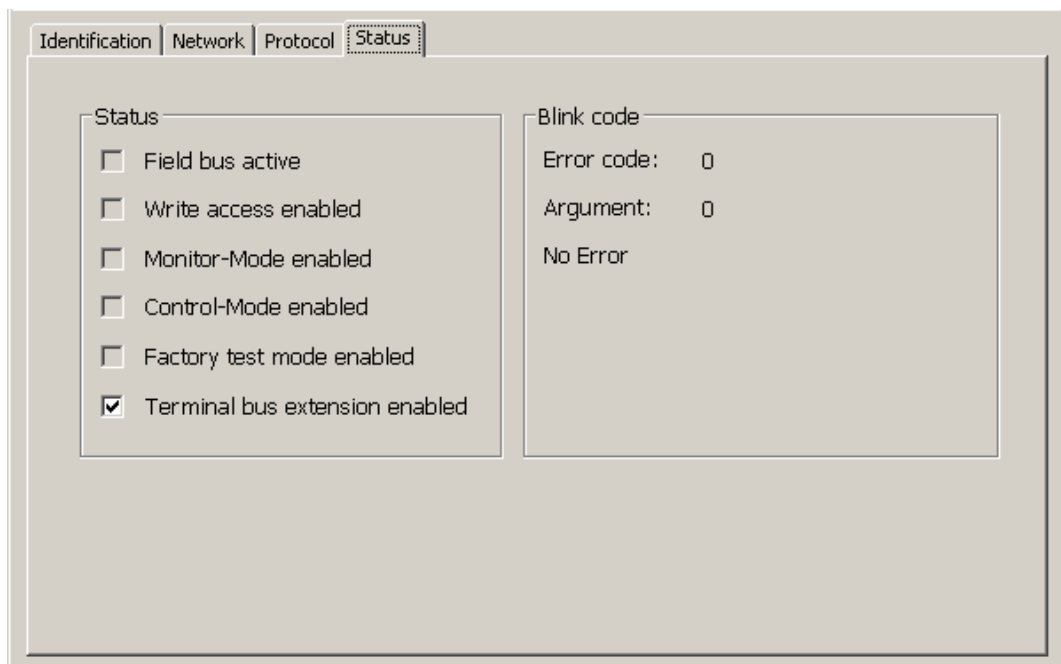 Identification Network Protocol Status
Status
Field bus active
Write access enabled
Monitor-Mode enabled
Control-Mode enabled
Factory test mode enabled
Terminal bus extension enabled
Blink code
Error code: 0
Argument: 0
No Error